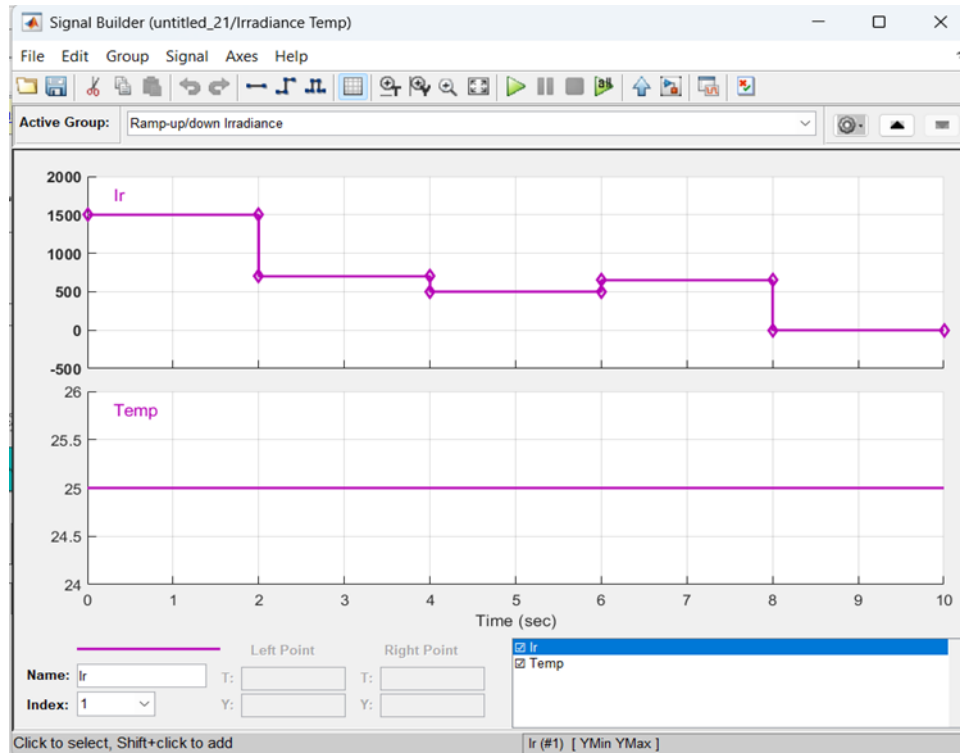 Signal Builder (untitled_21/Irradiance Temp)
File Edit Group Signal Axes Help
Active Group: Ramp-up/down Irradiance
2000
Ir
1500
1000
500
0
-500
26
Temp
25.5
25
24.5
24
0 1 2 3 4 5 6 7 8 9 10
Time (sec)
Left Point Right Point
Name: Ir T: T:
Index: 1 Y: Y:
Ir
Temp
Click to select, Shift+click to add
Ir (#1) [ YMin YMax ]